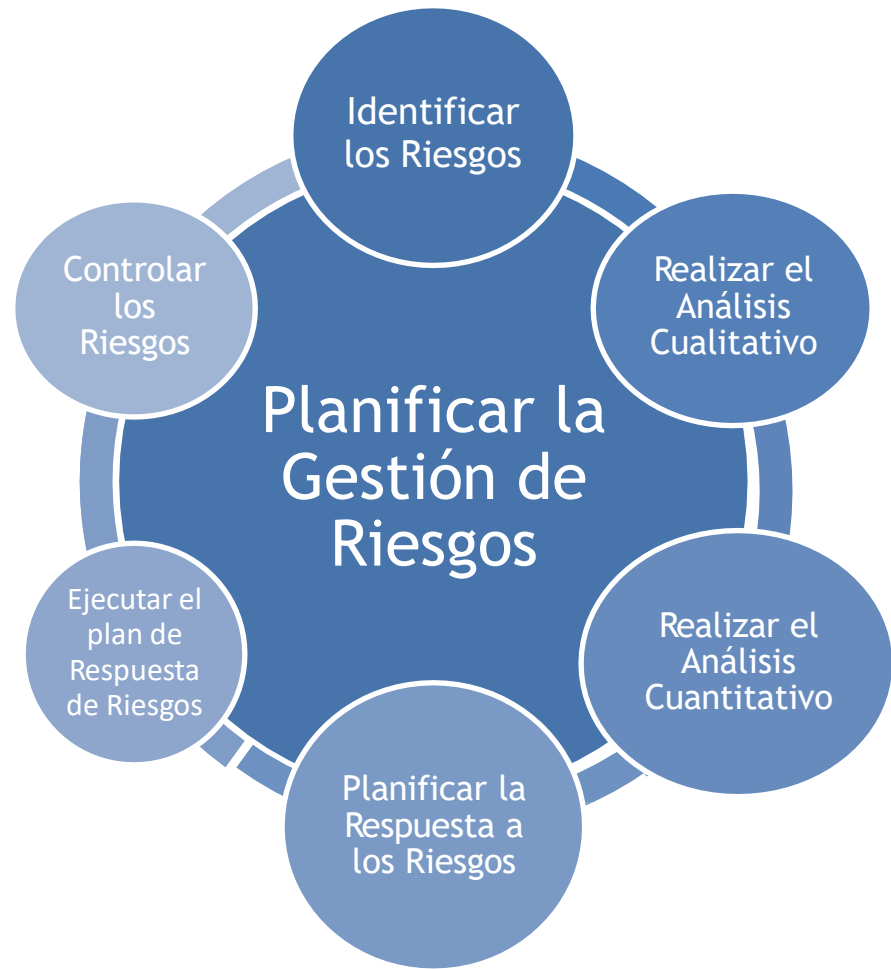 Identificar
los Riesgos
Realizar el
Análisis
Cualitativo
Realizar el
Análisis
Cuantitativo
Planificar la
Respuesta a
los Riesgos
Ejecutar el
plan de
Respuesta
de Riesgos
Controlar
los
Riesgos
Planificar la
Gestión de
Riesgos